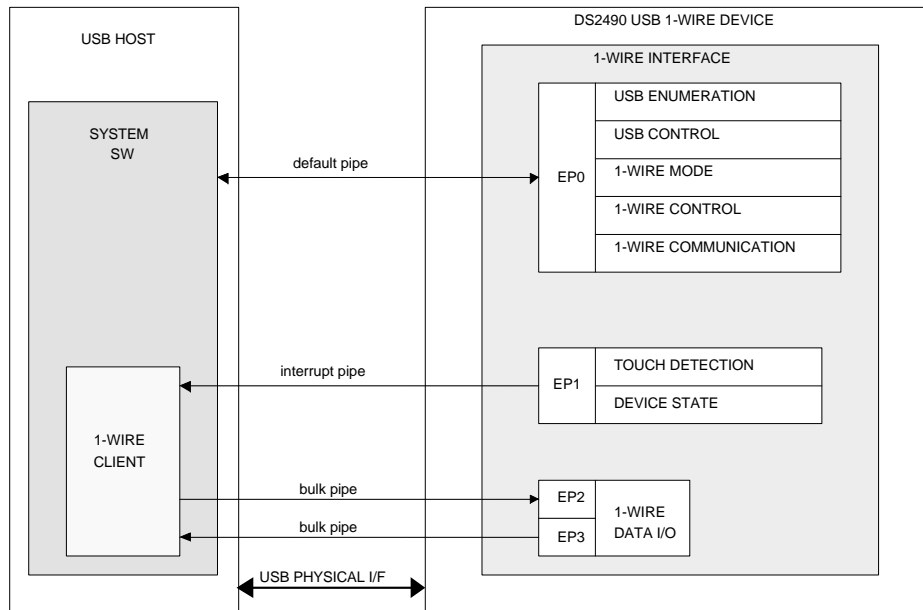 DS2490 USB 1-WIRE DEVICE
USB HOST
1-WIRE INTERFACE
SYSTEM
SW
default pipe
EP0
USB ENUMERATION
USB CONTROL
1-WIRE MODE
1-WIRE CONTROL
1-WIRE COMMUNICATION
interrupt pipe
EP1
TOUCH DETECTION
DEVICE STATE
1-WIRE
CLIENT
bulk pipe
EP2
bulk pipe
EP3
1-WIRE
DATA I/O
USB PHYSICAL I/F